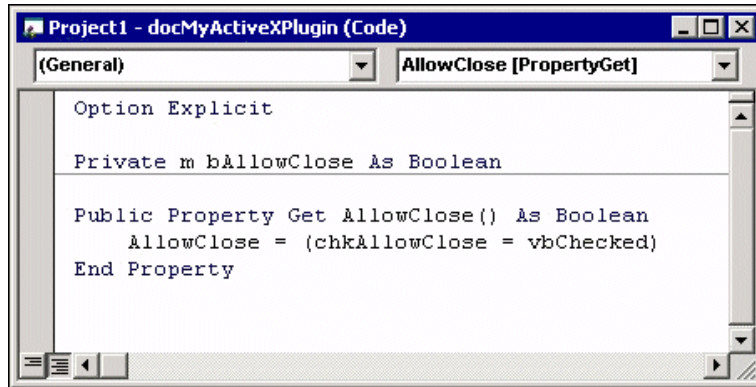 Project1 - docMyActiveXPlugin (Code)
(General)
AllowClose [PropertyGet]
Option Explicit
Private m bAllowClose As Boolean
Public Property Get AllowClose() As Boolean
AllowClose = (chkAllowClose = vbChecked)
End Property